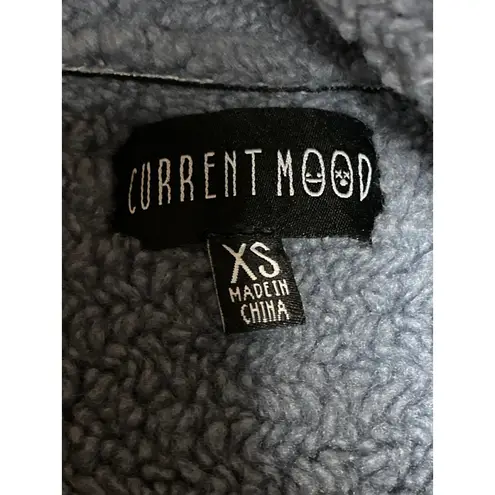 CURRENT MOOD
XS
MADE IN
CHINA